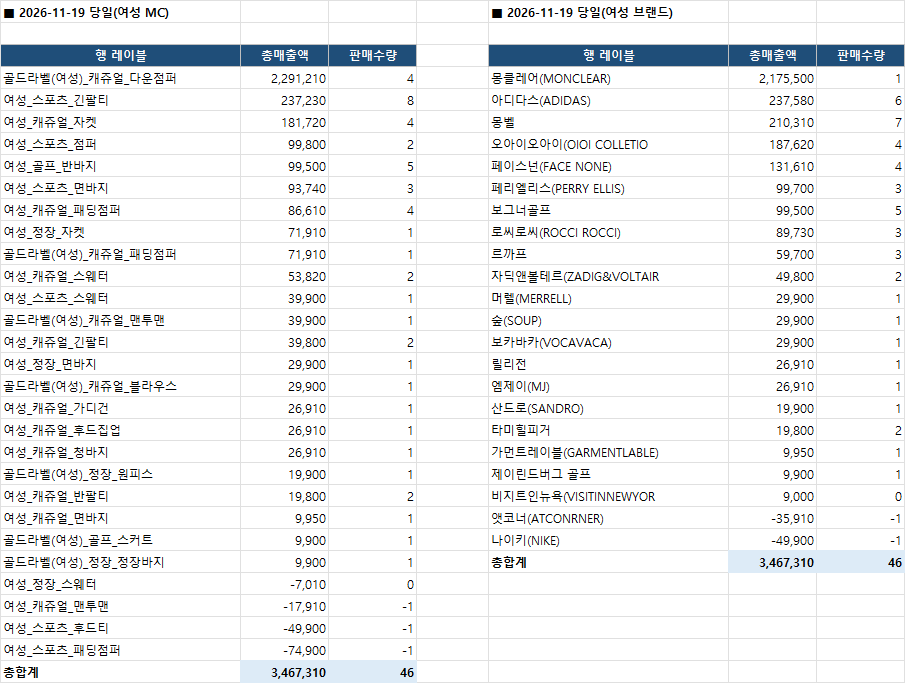 ■ 2026-11-19 당일(여성 MC)
행 레이블 총매출액 판매수량
골드라벨(여성)_캐쥬얼_다운점퍼 2,291,210 4
여성_스포츠_긴팔티 237,230 8
여성_캐쥬얼_자켓 181,720 4
여성_스포츠_점퍼 99,800 2
여성_골프_반바지 99,500 5
여성_스포츠_면바지 93,740 3
여성_캐쥬얼_패딩점퍼 86,610 4
여성_정장_자켓 71,910 1
골드라벨(여성)_캐쥬얼_패딩점퍼 71,910 1
여성_캐쥬얼_스웨터 53,820 2
여성_스포츠_스웨터 39,900 1
골드라벨(여성)_캐쥬얼_맨투맨 39,900 1
여성_캐쥬얼_긴팔티 39,800 2
여성_정장_면바지 29,900 1
골드라벨(여성)_캐쥬얼_블라우스 29,900 1
여성_캐쥬얼_가디건 26,910 1
여성_캐쥬얼_후드집업 26,910 1
여성_캐쥬얼_청바지 26,910 1
골드라벨(여성)_정장_원피스 19,900 1
여성_캐쥬얼_반팔티 19,800 2
여성_캐쥬얼_면바지 9,950 1
골드라벨(여성)_골프_스커트 9,900 1
골드라벨(여성)_정장_정장바지 9,900 1
여성_정장_스웨터 -7,010 0
여성_캐쥬얼_맨투맨 -17,910 -1
여성_스포츠_후드티 -49,900 -1
여성_스포츠_패딩점퍼 -74,900 -1
총합계 3,467,310 46
■ 2026-11-19 당일(여성 브랜드)
행 레이블 총매출액 판매수량
몽클레어(MONCLEAR) 2,175,500 1
아디다스(ADIDAS) 237,580 6
몽벨 210,310 7
오아이오아이(OIOI COLLETIO 187,620 4
페이스넌(FACE NONE) 131,610 4
페리엘리스(PERRY ELLIS) 99,700 3
보그너골프 99,500 5
로씨로씨(ROCCI ROCCI) 89,730 3
르까프 59,700 3
자딕앤볼테르(ZADIG&VOLTAIR 49,800 2
머렐(MERRELL) 29,900 1
숲(SOUP) 29,900 1
보카바카(VOCAVACA) 29,900 1
릴리전 26,910 1
엠제이(MJ) 26,910 1
산드로(SANDRO) 19,900 1
타미힐피거 19,800 2
가먼트레이블(GARMENTLABLE) 9,950 1
제이린드버그 골프 9,900 1
비지트인뉴욕(VISITINNEWYOR 9,000 0
앳코너(ATCONRNER) -35,910 -1
나이키(NIKE) -49,900 -1
총합계 3,467,310 46